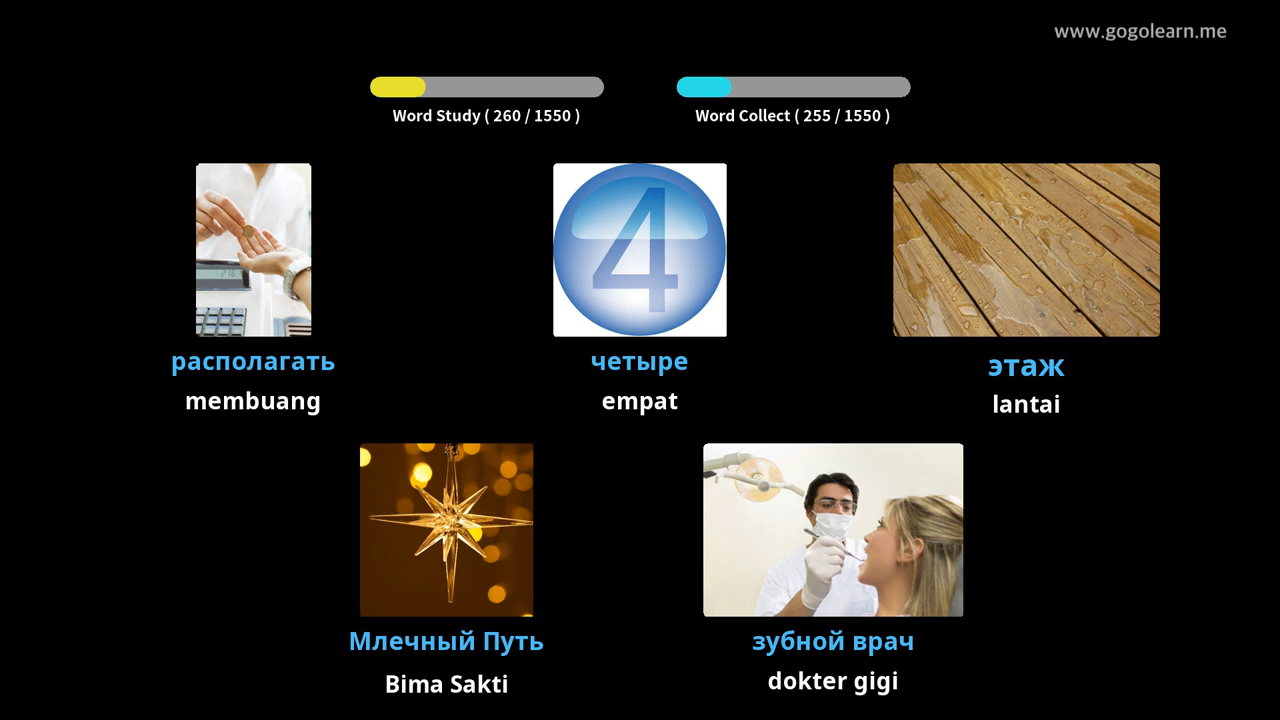 www.gogolearn.me
Word Study ( 260 / 1550 )
Word Collect ( 255 / 1550 )
4
располагать
membuang
четыре
empat
этаж
lantai
Млечный Путь
Bima Sakti
зубной врач
dokter gigi